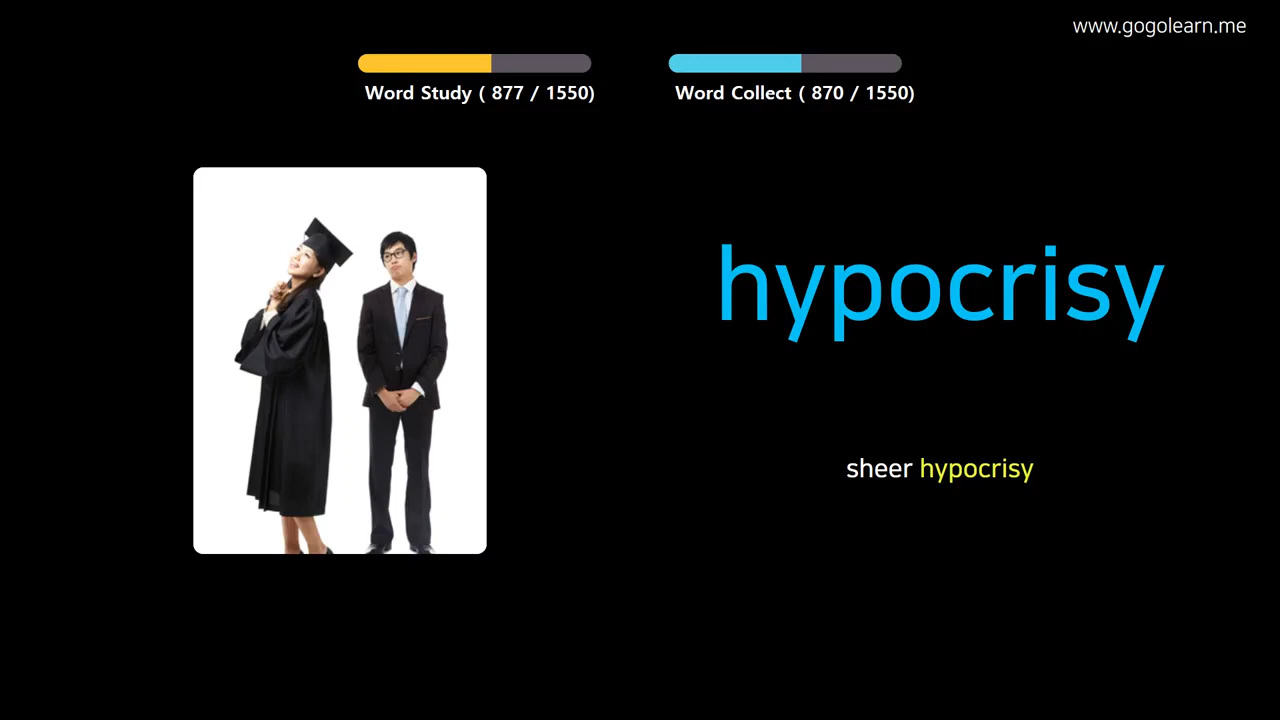 www.gogolearn.me
Word Study ( 877 / 1550)
Word Collect ( 870 / 1550)
hypocrisy
sheer hypocrisy